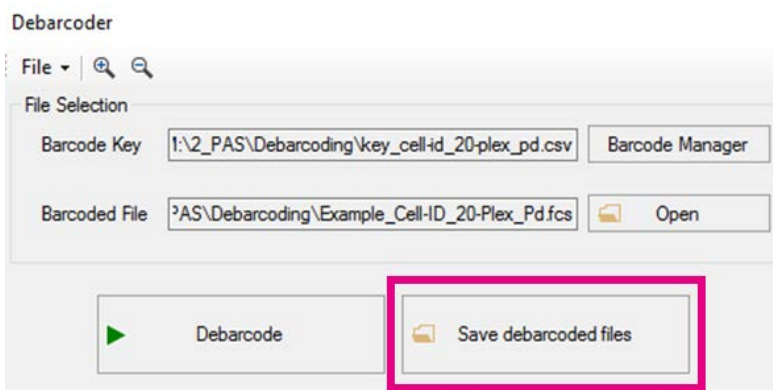 Debarcoder
File
File Selection
Barcode Key 1:\2_PAS\Debarcoding\key_cell-id_20-plex_pd.csv Barcode Manager
Barcoded File PAS\Debarcoding\Example_Cell-ID_20-Plex_Pd.fcs Open
Debarcode Save debarcoded files